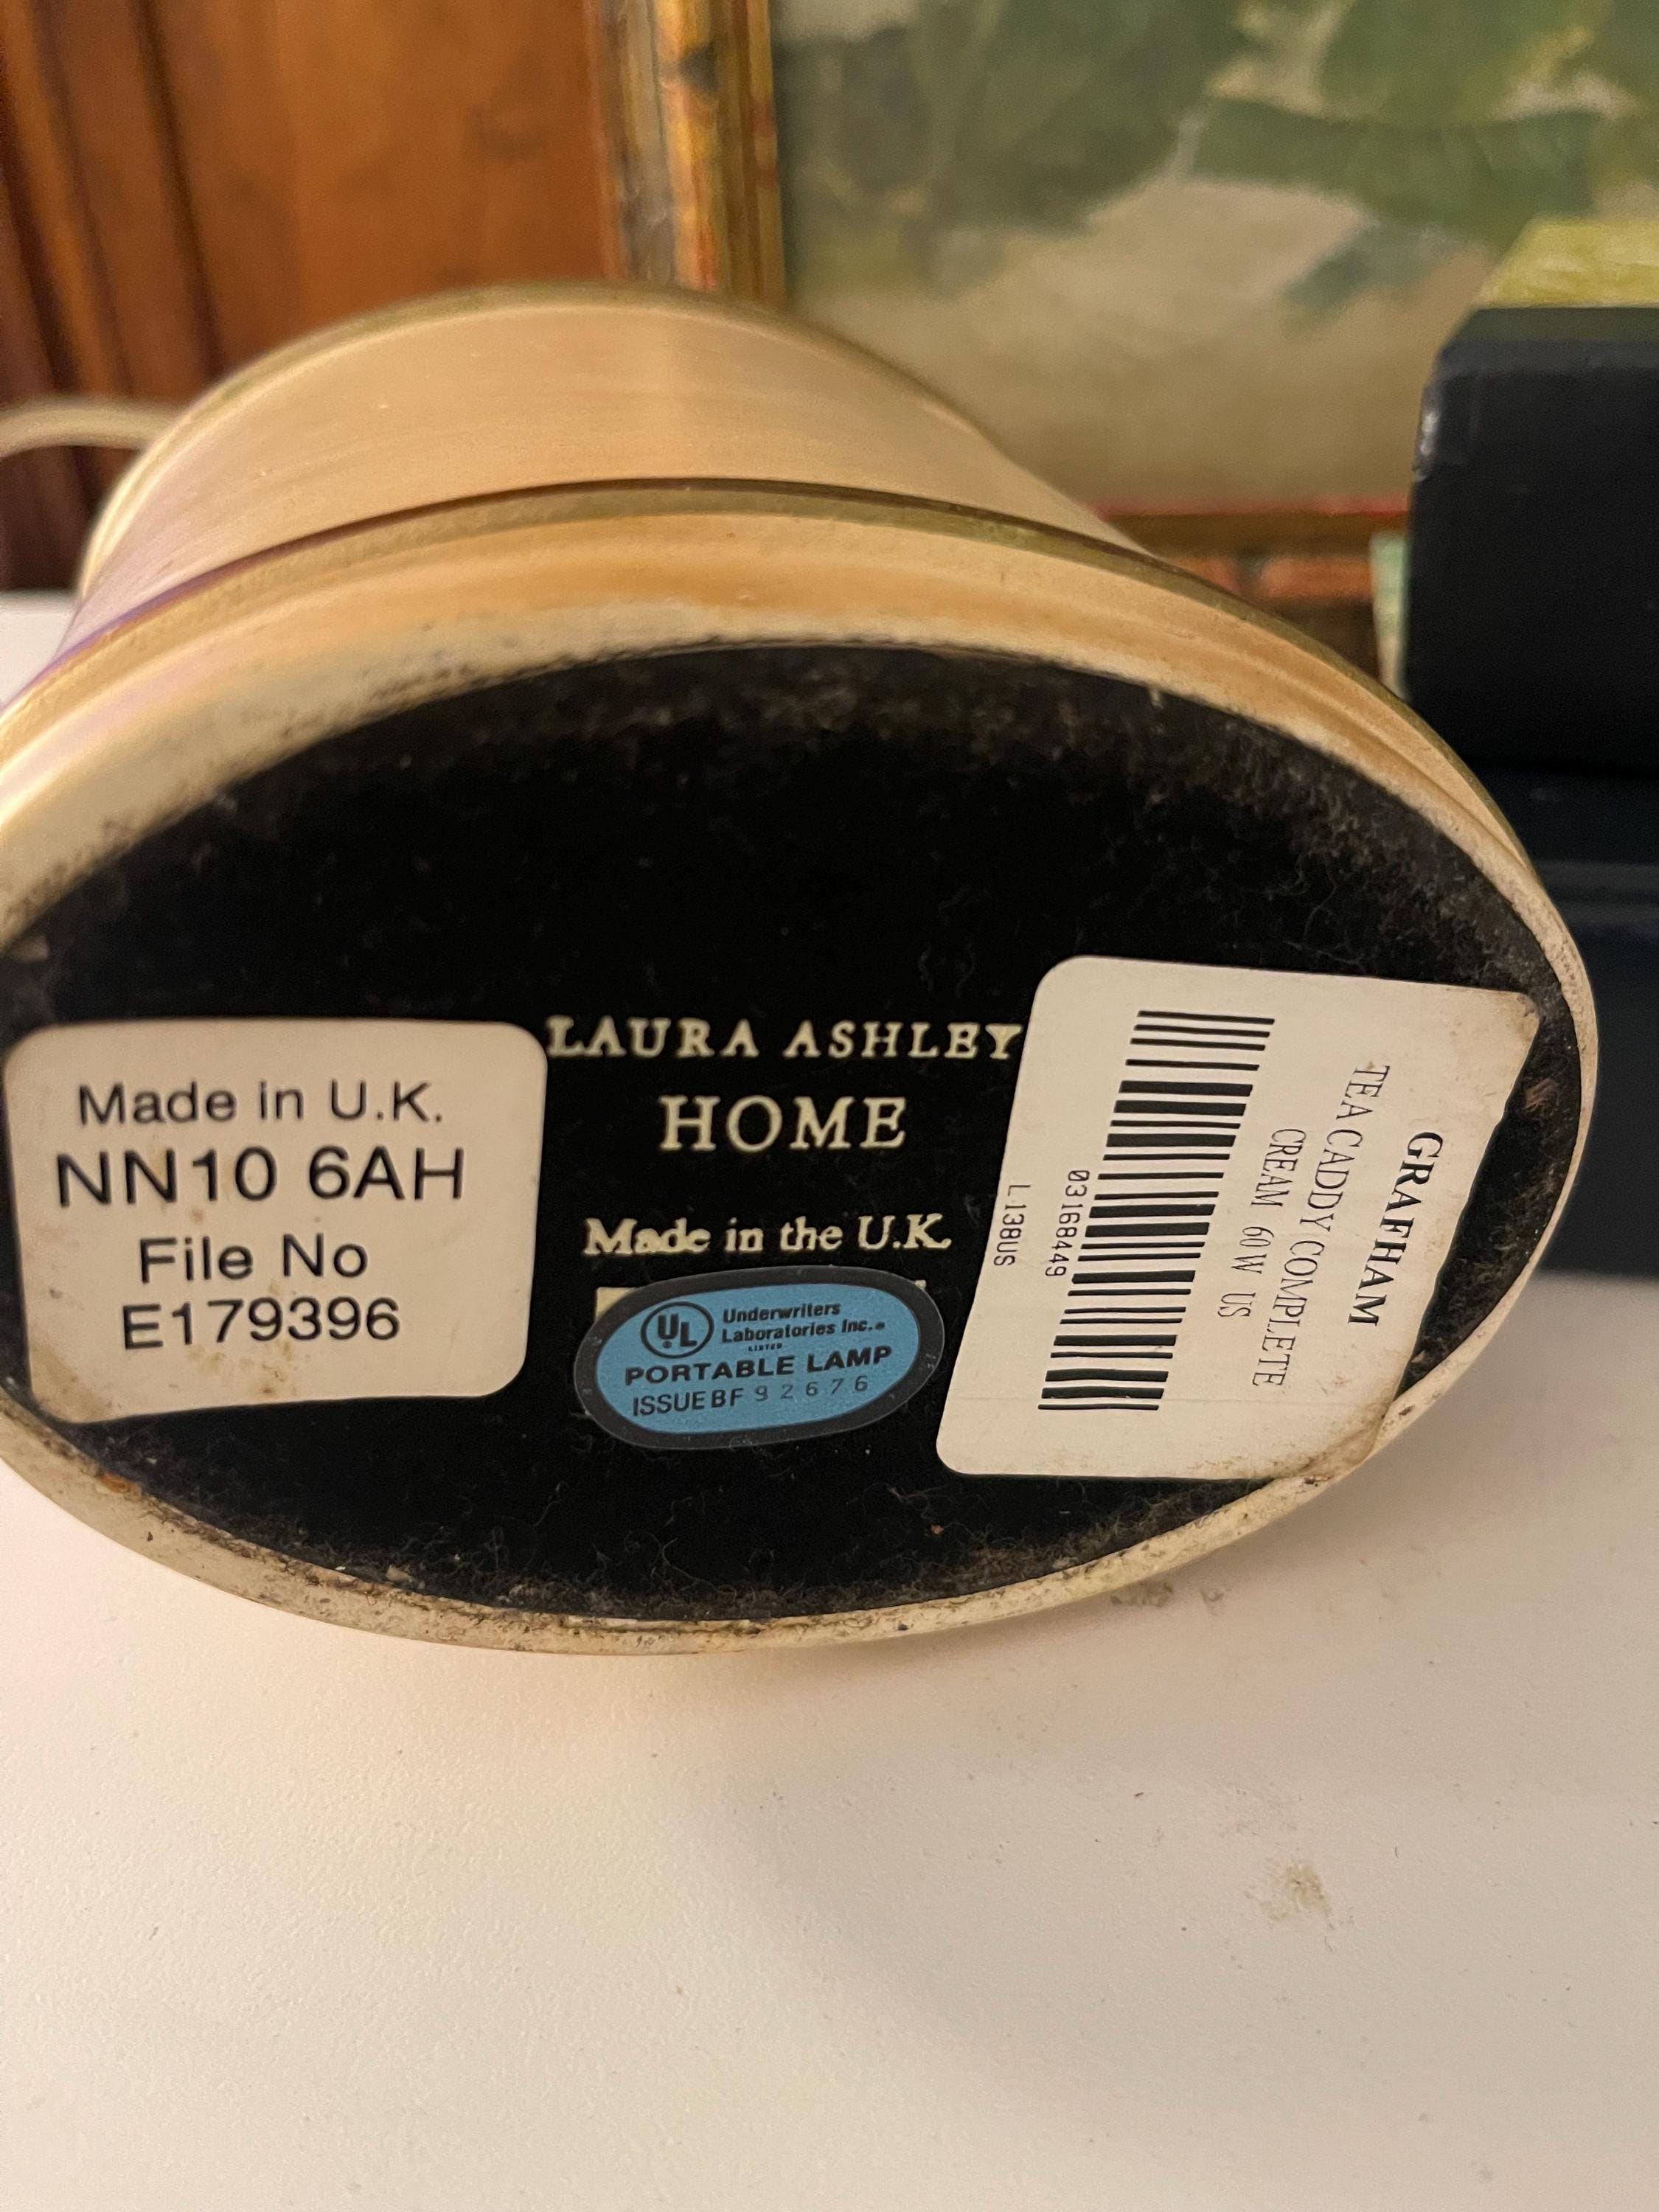 Made in U.K.
NN10 6AH
File No
E179396
LAURA ASHLEY
HOME
Made in the U.K.
UL
Underwriters
Laboratories Inc.®
LISTED
PORTABLE LAMP
ISSUE BF 92676
GRAFHAM
TEA CADDY COMPLETE
CREAM 60W US
03168449
L138US